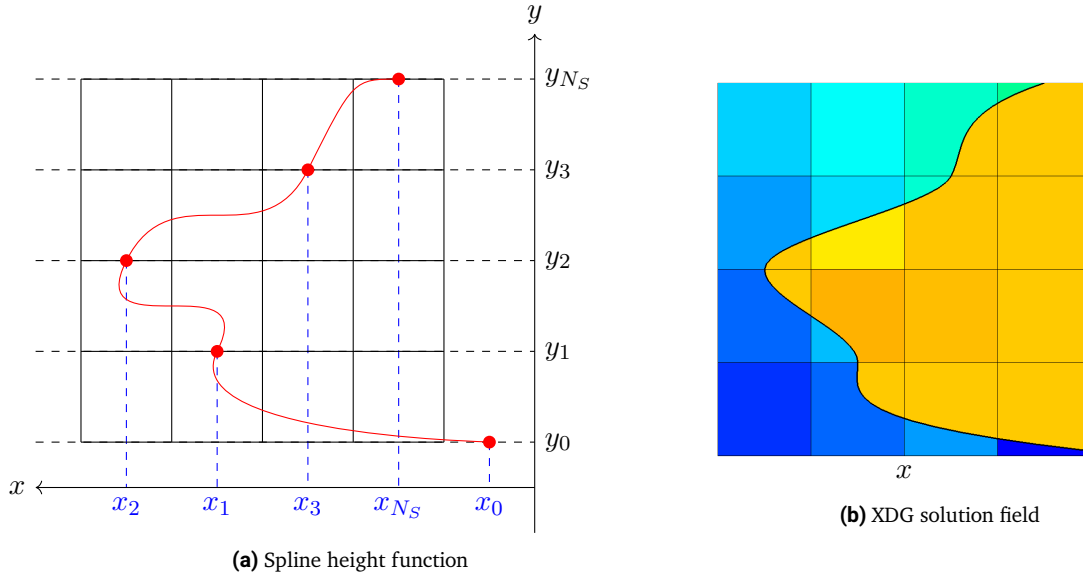 y
y_{N_S}
y_3
y_2
y_1
y_0
x
x_2 x_1 x_3 x_{N_S} x_0
(a) Spline height function
x
(b) XDG solution field